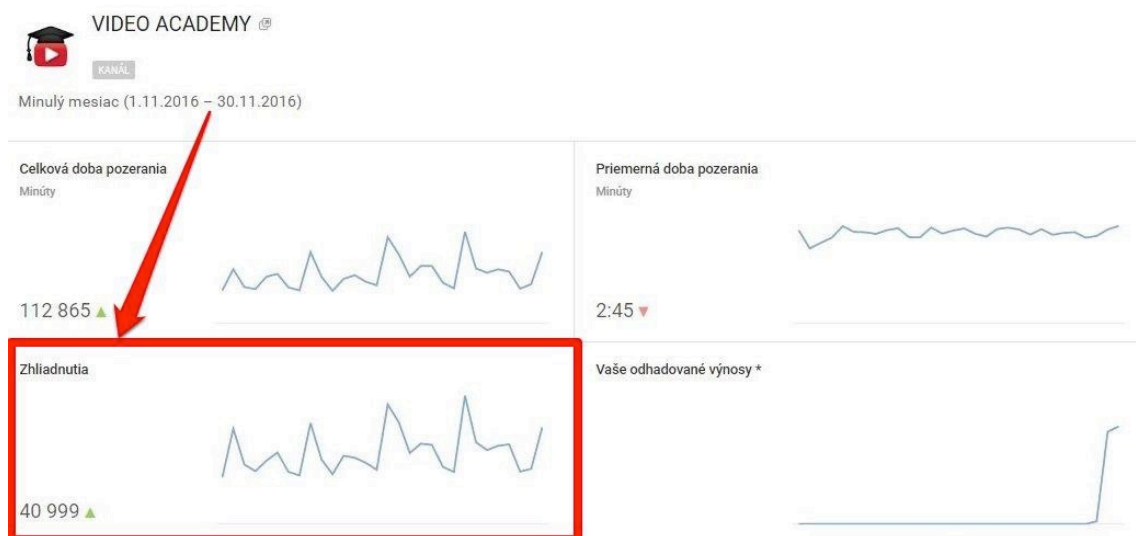 VIDEO ACADEMY
KANÁL
Minulý mesiac (1.11.2016 – 30.11.2016)
Celková doba pozerania
Minúty
112 865
Priemerná doba pozerania
Minúty
2:45
Zhliadnutia
40 999
Vaše odhadované výnosy *